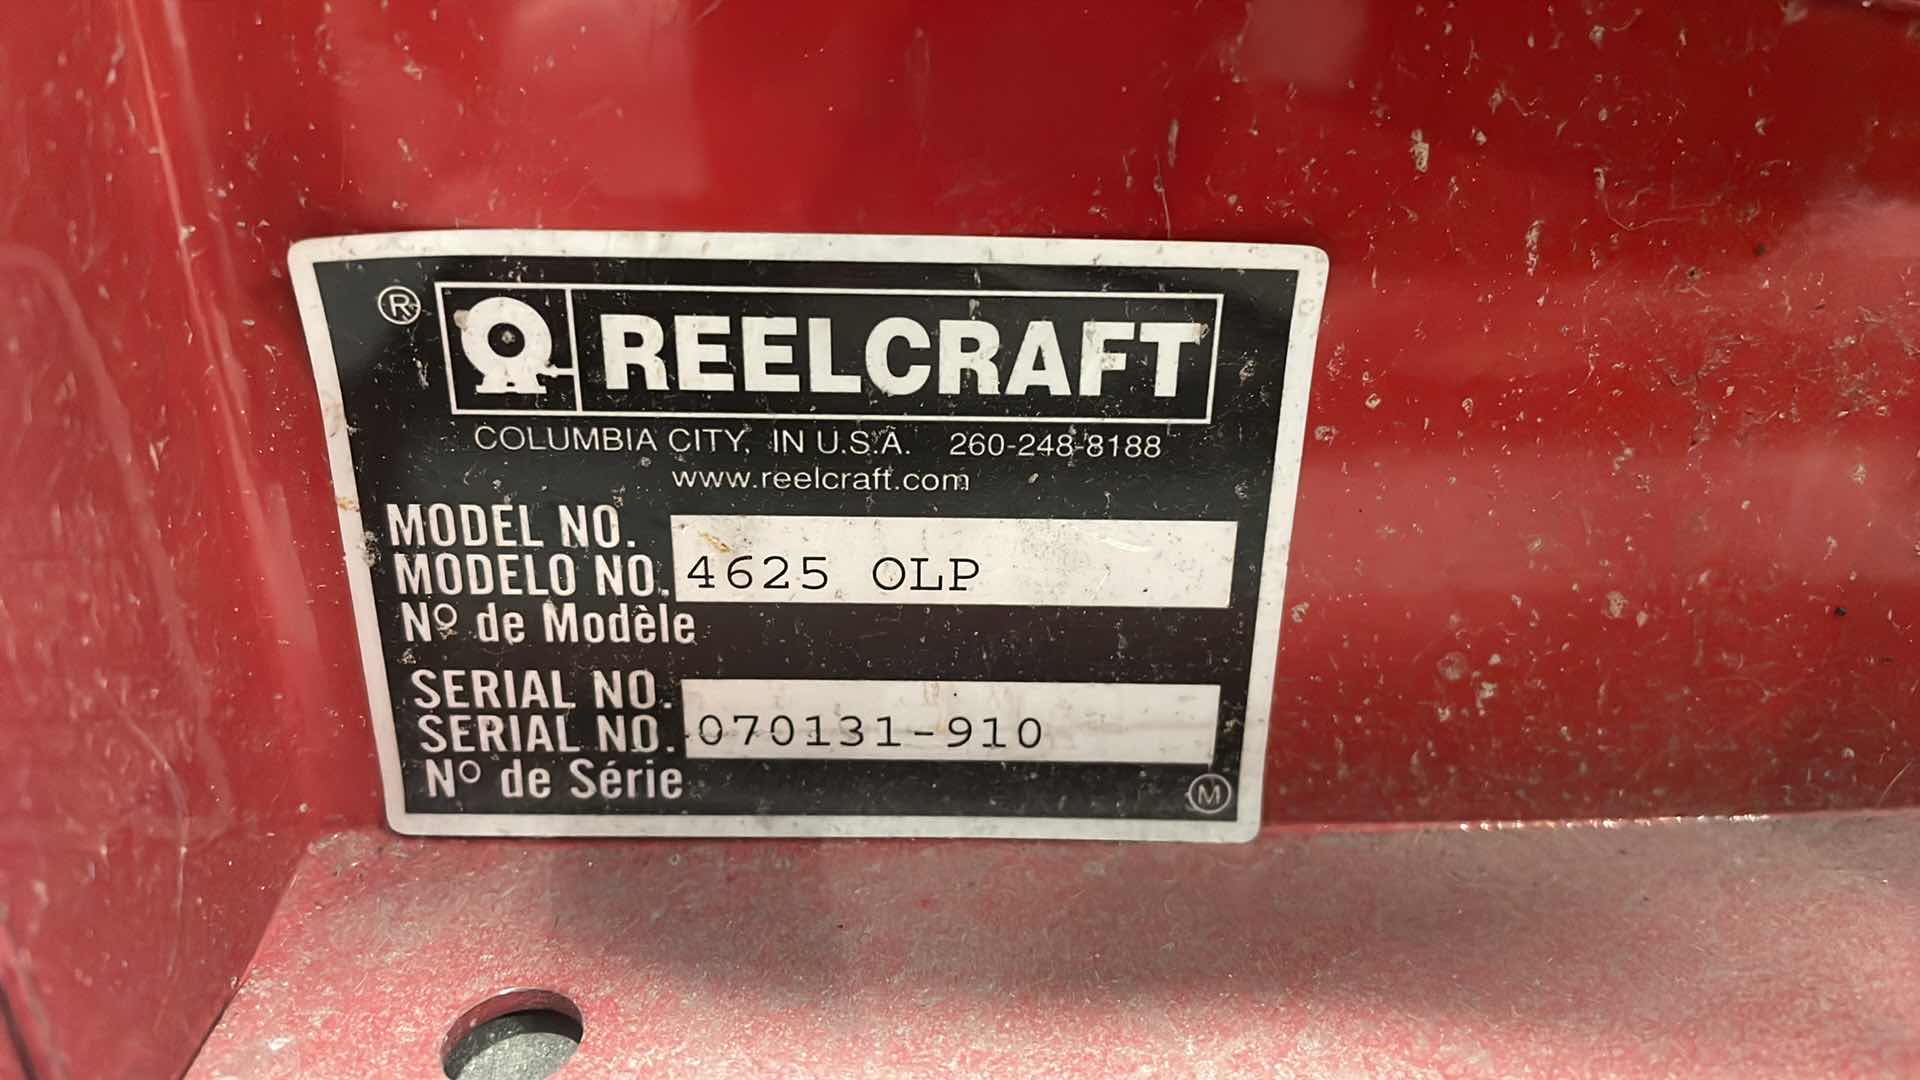 ® REELCRAFT
COLUMBIA CITY, IN U.S.A. 260-248-8188
www.reelcraft.com
MODEL NO.
MODELO NO. 4625 OLP
Nº de Modèle
SERIAL NO.
SERIAL NO. 070131-910
Nº de Série
Ⓜ